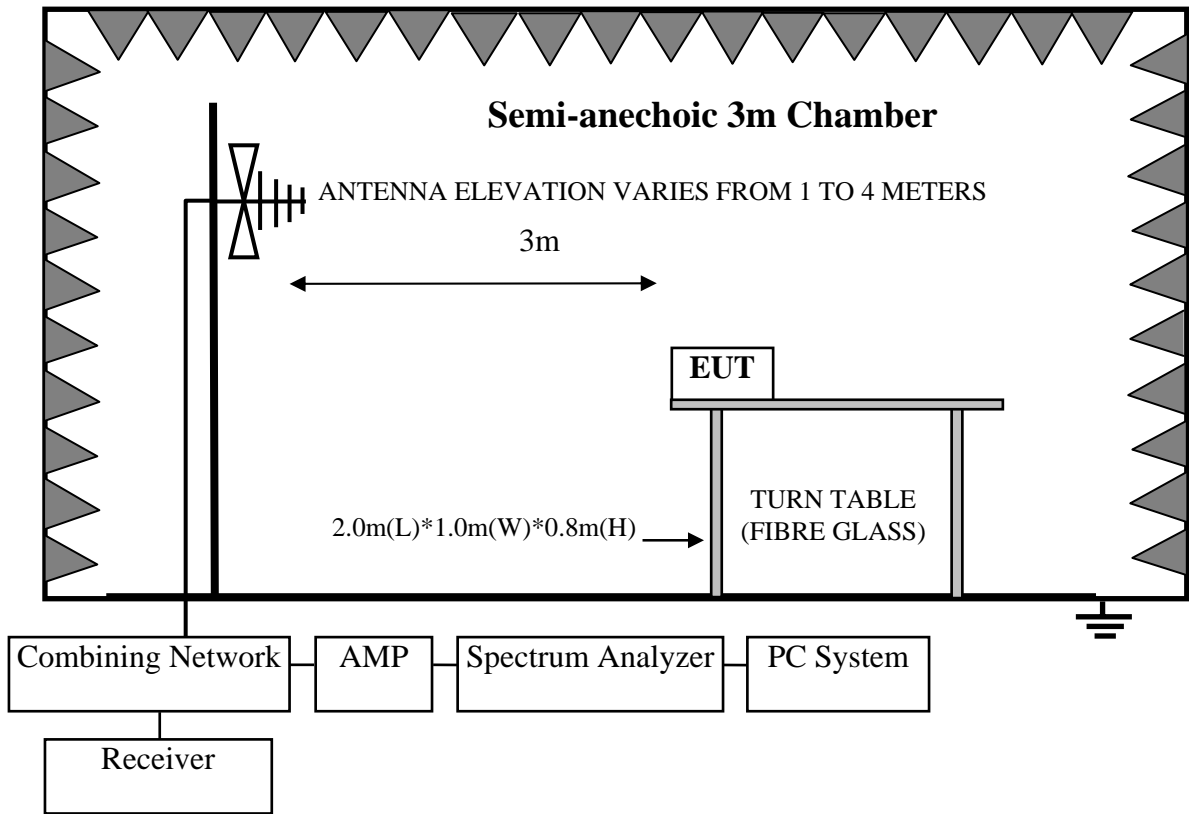 Semi-anechoic 3m Chamber
ANTENNA ELEVATION VARIES FROM 1 TO 4 METERS
3m
EUT
TURN TABLE
(FIBRE GLASS)
2.0m(L)*1.0m(W)*0.8m(H)
Combining Network
AMP
Spectrum Analyzer
PC System
Receiver